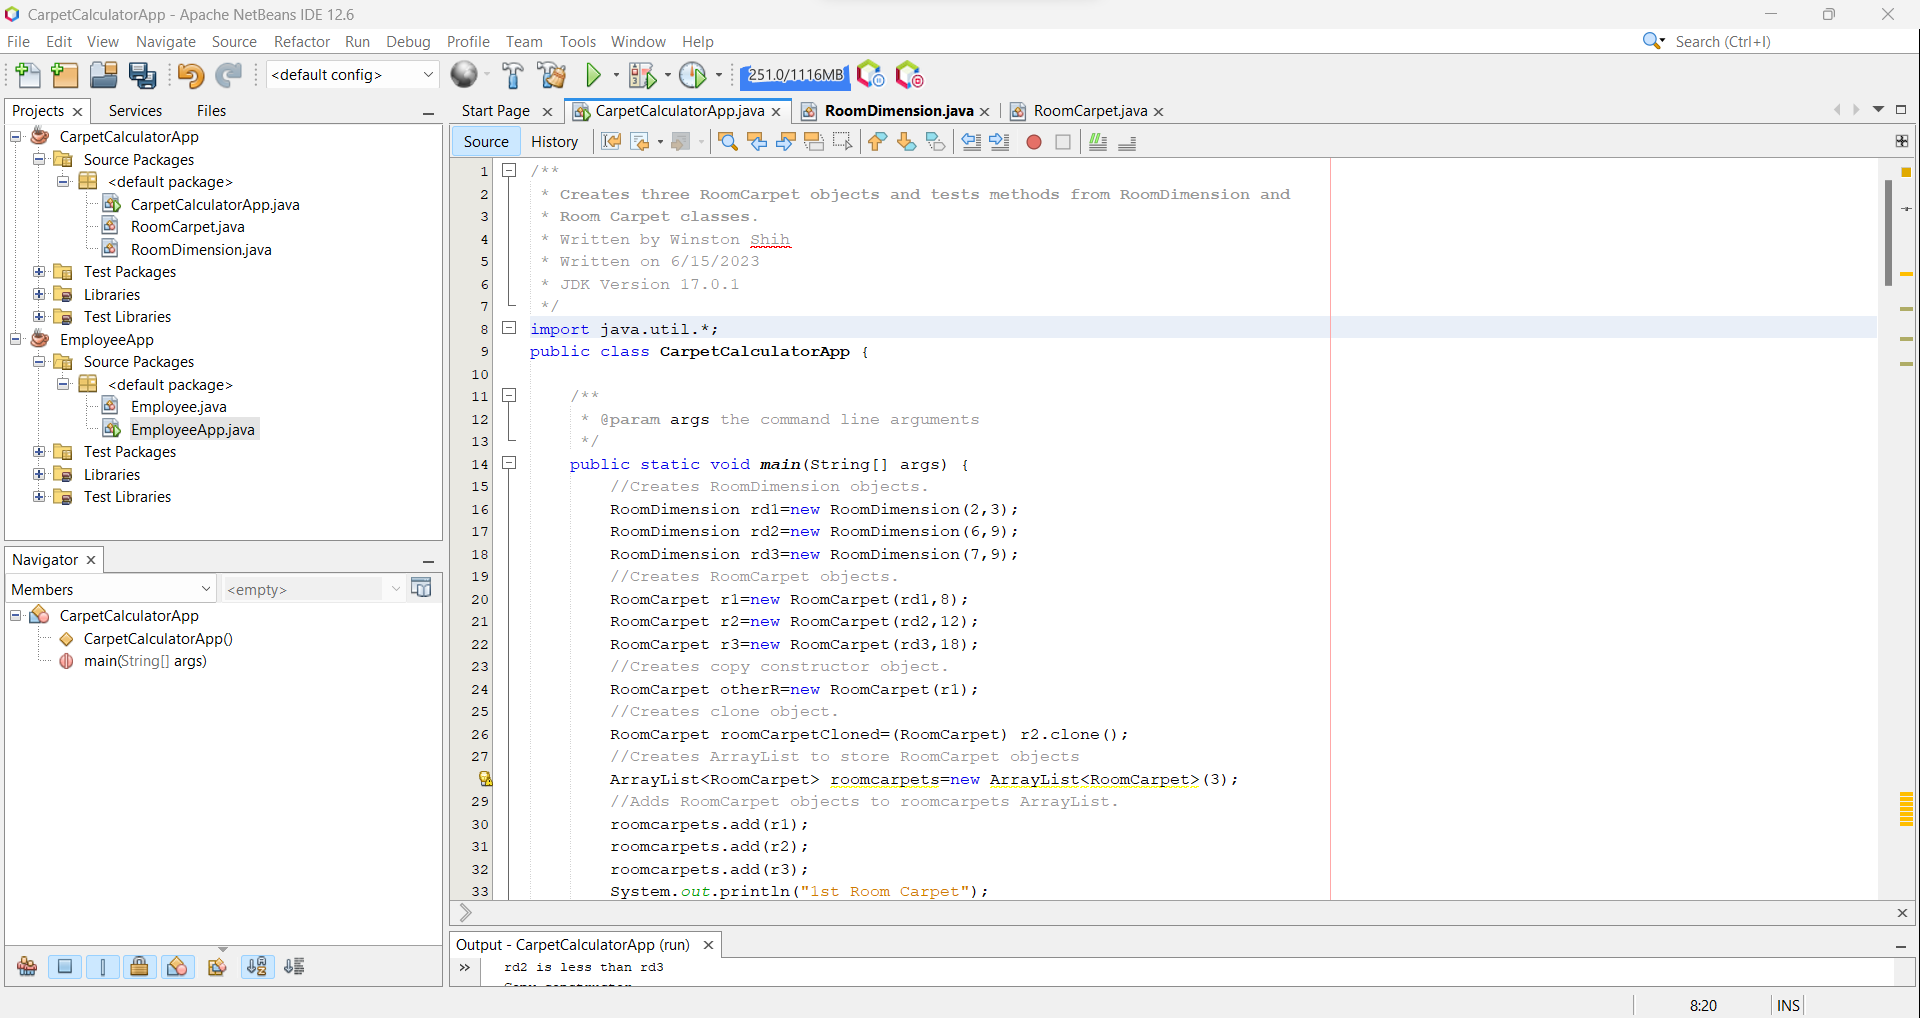 CarpetCalculatorApp - Apache NetBeans IDE 12.6
File Edit View Navigate Source Refactor Run Debug Profile Team Tools Window Help
Search (Ctrl+I)
<default config>
251.0/1116MB
Projects Services Files
CarpetCalculatorApp
Source Packages
<default package>
CarpetCalculatorApp.java
RoomCarpet.java
RoomDimension.java
Test Packages
Libraries
Test Libraries
EmployeeApp
Source Packages
<default package>
Employee.java
EmployeeApp.java
Test Packages
Libraries
Test Libraries
Navigator
Members <empty>
CarpetCalculatorApp
CarpetCalculatorApp()
main(String[] args)
Start Page CarpetCalculatorApp.java RoomDimension.java RoomCarpet.java
Source History
1 /**
2 * Creates three RoomCarpet objects and tests methods from RoomDimension and
3 * Room Carpet classes.
4 * Written by Winston Shih
5 * Written on 6/15/2023
6 * JDK Version 17.0.1
7 */
8 import java.util.*;
9 public class CarpetCalculatorApp {
10
11 /**
12 * @param args the command line arguments
13 */
14 public static void main(String[] args) {
15 //Creates RoomDimension objects.
16 RoomDimension rd1=new RoomDimension(2,3);
17 RoomDimension rd2=new RoomDimension(6,9);
18 RoomDimension rd3=new RoomDimension(7,9);
19 //Creates RoomCarpet objects.
20 RoomCarpet r1=new RoomCarpet(rd1,8);
21 RoomCarpet r2=new RoomCarpet(rd2,12);
22 RoomCarpet r3=new RoomCarpet(rd3,18);
23 //Creates copy constructor object.
24 RoomCarpet otherR=new RoomCarpet(r1);
25 //Creates clone object.
26 RoomCarpet roomCarpetCloned=(RoomCarpet) r2.clone();
27 //Creates ArrayList to store RoomCarpet objects
ArrayList<RoomCarpet> roomcarpets=new ArrayList<RoomCarpet>(3);
29 //Adds RoomCarpet objects to roomcarpets ArrayList.
30 roomcarpets.add(r1);
31 roomcarpets.add(r2);
32 roomcarpets.add(r3);
33 System.out.println("1st Room Carpet");
Output - CarpetCalculatorApp (run)
rd2 is less than rd3
8:20 INS